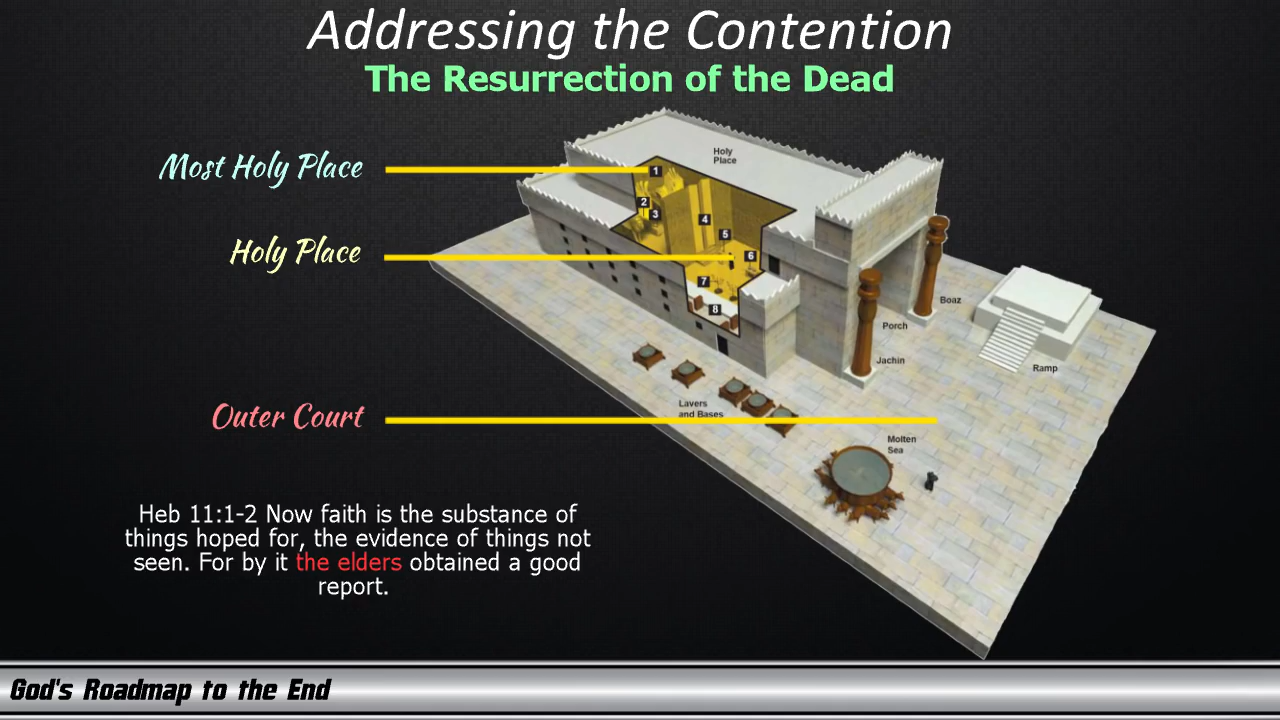 Addressing the Contention
The Resurrection of the Dead
Most Holy Place
Holy Place
Outer Court
Holy
Place
1
2
3
4
5
6
7
8
Boaz
Porch
Jachin
Ramp
Lavers
and Bases
Molten
Sea
Heb 11:1-2 Now faith is the substance of
things hoped for, the evidence of things not
seen. For by it the elders obtained a good
report.
God's Roadmap to the End